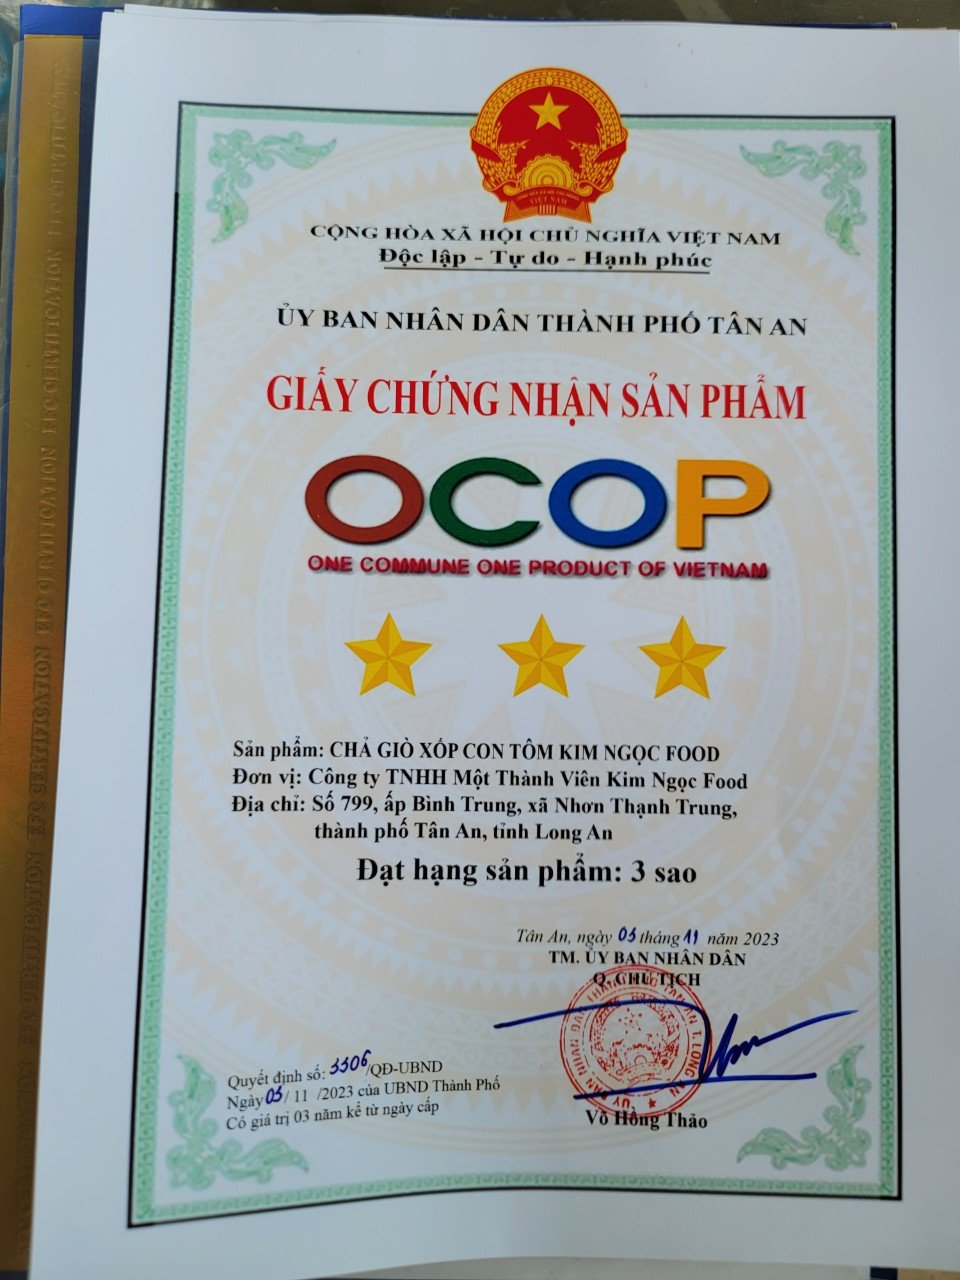 CỘNG HÒA XÃ HỘI CHỦ NGHĨA VIỆT NAM
Độc lập - Tự do - Hạnh phúc
ỦY BAN NHÂN DÂN THÀNH PHỐ TÂN AN
GIẤY CHỨNG NHẬN SẢN PHẨM
OCOP
ONE COMMUNE ONE PRODUCT OF VIETNAM
Sản phẩm: CHẢ GIÒ XỐP CON TÔM KIM NGỌC FOOD
Đơn vị: Công ty TNHH Một Thành Viên Kim Ngọc Food
Địa chỉ: Số 799, ấp Bình Trung, xã Nhơn Thạnh Trung,
thành phố Tân An, tỉnh Long An
Đạt hạng sản phẩm: 3 sao
Tân An, ngày 03 tháng 11 năm 2023
TM. ỦY BAN NHÂN DÂN
Q. CHỦ TỊCH
Võ Hồng Thảo
Quyết định số: 3306/QĐ-UBND
Ngày 03/ 11 /2023 của UBND Thành Phố
Có giá trị 03 năm kể từ ngày cấp
EFC CERTIFICATION EFC CERTIFICATION EFC CERTIFICATION